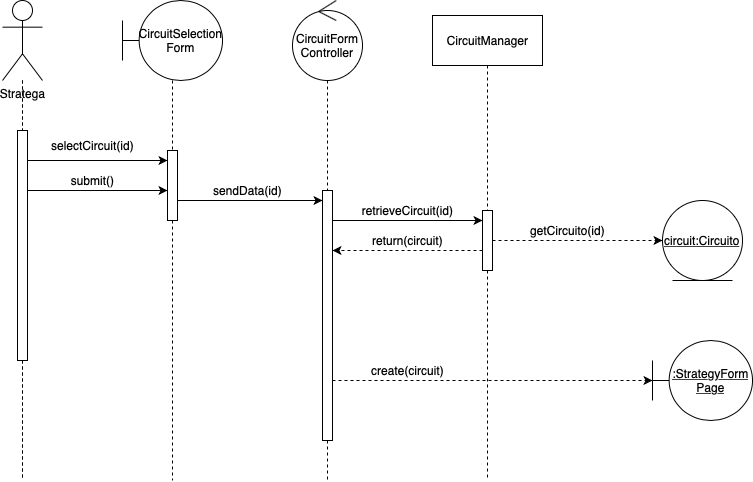 CircuitSelection
Form
CircuitForm
Controller
CircuitManager
Stratega
selectCircuit(id)
submit()
sendData(id)
retrieveCircuit(id)
getCircuito(id)
return(circuit)
circuit:Circuito
create(circuit)
:StrategyForm
Page